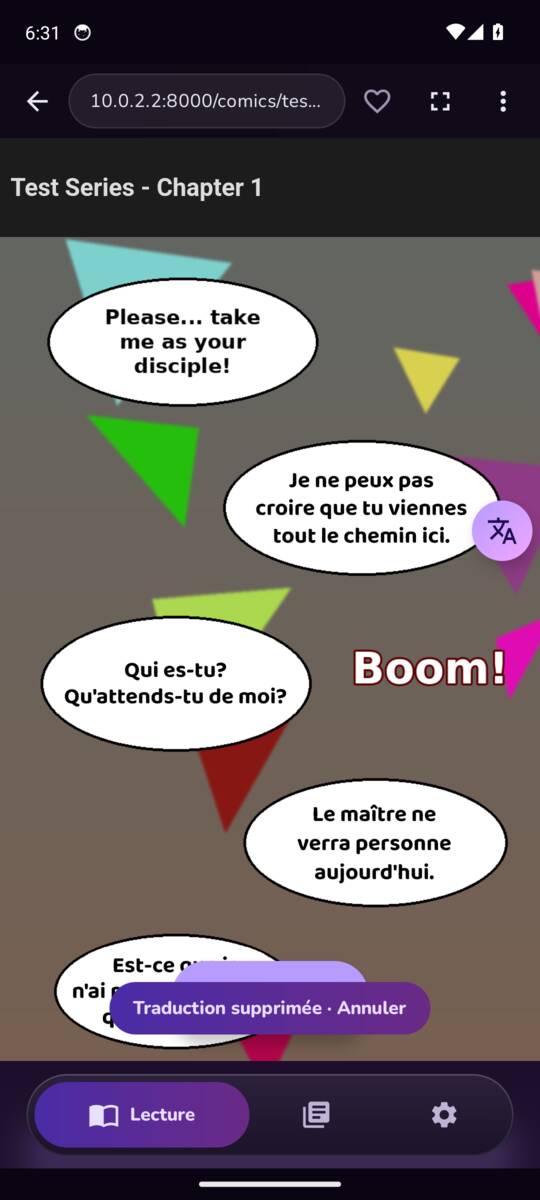 6:31
10.0.2.2:8000/comics/tes...
Test Series - Chapter 1
Please... take
me as your
disciple!
Je ne peux pas
croire que tu viennes
tout le chemin ici.
Qui es-tu?
Qu'attends-tu de moi?
Boom!
Le maître ne
verra personne
aujourd'hui.
Est-ce
n'ai
Traduction supprimée · Annuler
Lecture